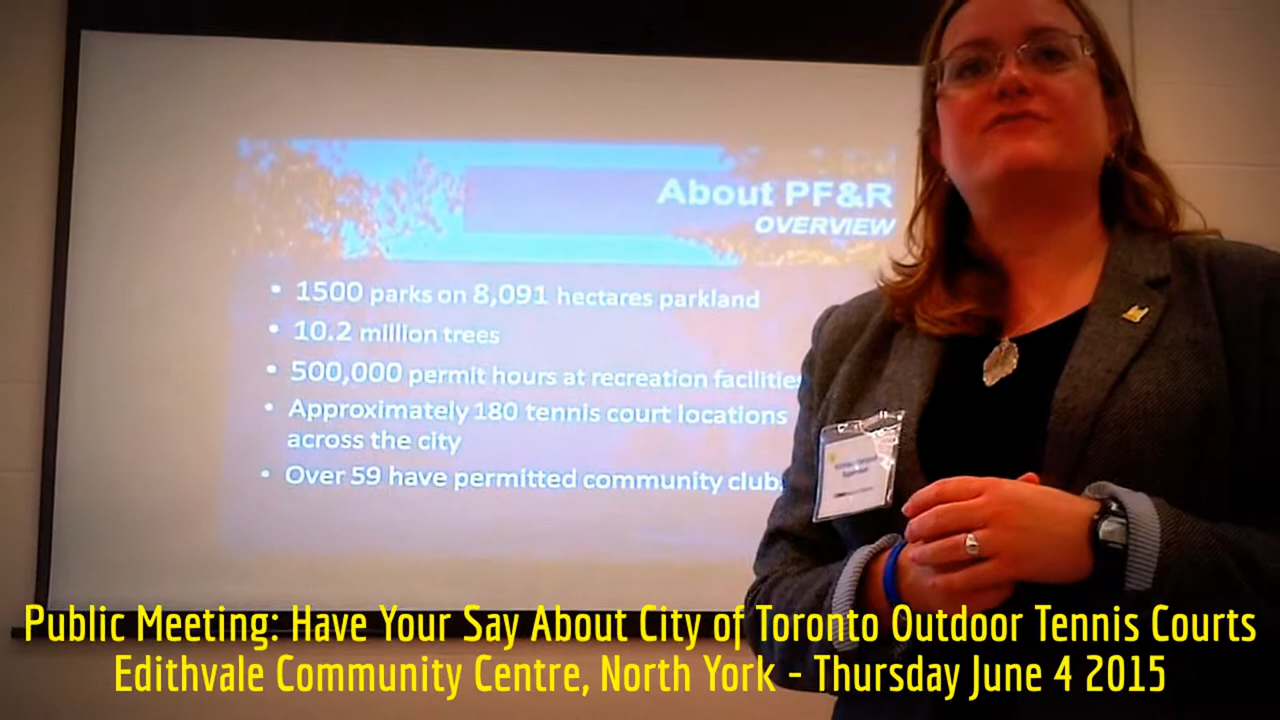 About PF&R
OVERVIEW
• 1500 parks on 8,091 hectares parkland
• 10.2 million trees
• 500,000 permit hours at recreation facilities
• Approximately 180 tennis court locations
across the city
• Over 59 have permitted community club
Public Meeting: Have Your Say About City of Toronto Outdoor Tennis Courts
Edithvale Community Centre, North York - Thursday June 4 2015